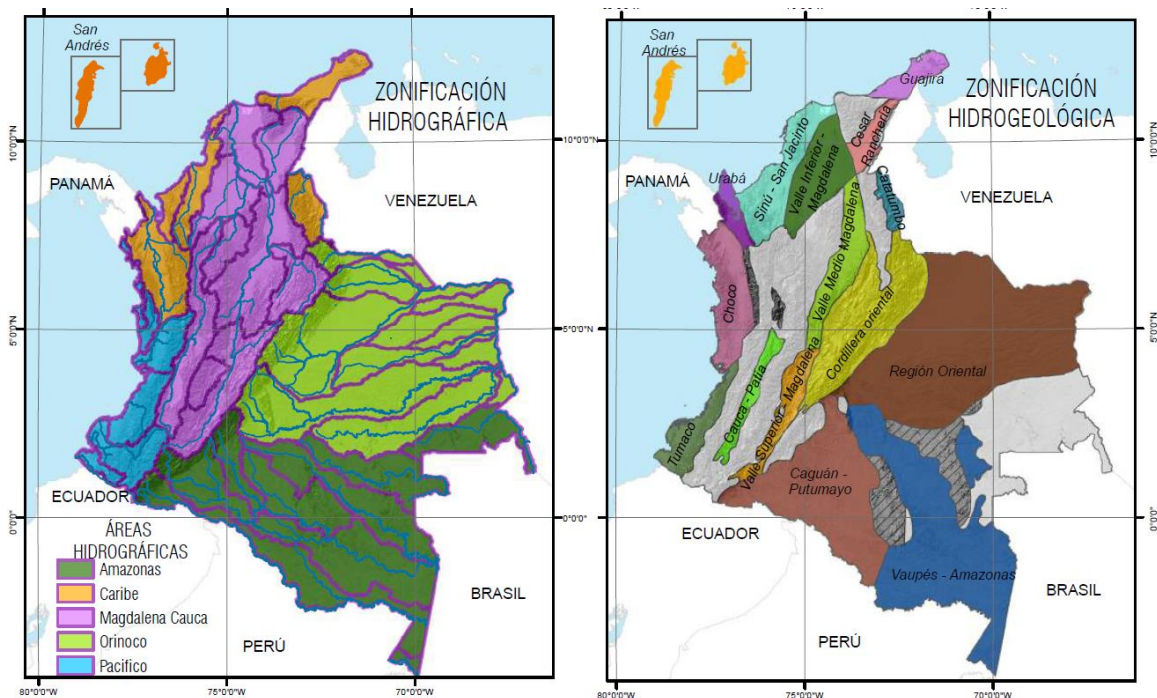 San
Andrés
ZONIFICACIÓN
HIDROGRÁFICA
10°0'0"N
PANAMÁ
VENEZUELA
5°0'0"N
ECUADOR
0°0'0"
ÁREAS
HIDROGRÁFICAS
Amazonas
Caribe
Magdalena Cauca
Orinoco
Pacifico
BRASIL
PERÚ
80°0'0"W
75°0'0"W
70°0'0"W
San
Andrés
ZONIFICACIÓN
HIDROGEOLÓGICA
Guajira
Cesar
Ranchería
10°0'0"N
Sinú - San Jacinto
Valle Inferior -
Magdalena
PANAMÁ
Urabá
Catatumbo
VENEZUELA
Valle Medio Magdalena
Choco
5°0'0"N
Cordillera oriental
Región Oriental
Cauca - Patía
Valle Superior - Magdalena
Tumaco
Caguán -
Putumayo
ECUADOR
0°0'0"
Vaupés - Amazonas
BRASIL
PERÚ
80°0'0"W
75°0'0"W
70°0'0"W